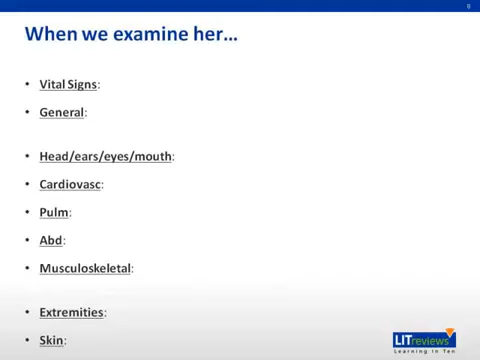 8
When we examine her…
• Vital Signs:
• General:
• Head/ears/eyes/mouth:
• Cardiovasc:
• Pulm:
• Abd:
• Musculoskeletal:
• Extremities:
• Skin:
LITreviews
Learning in Ten